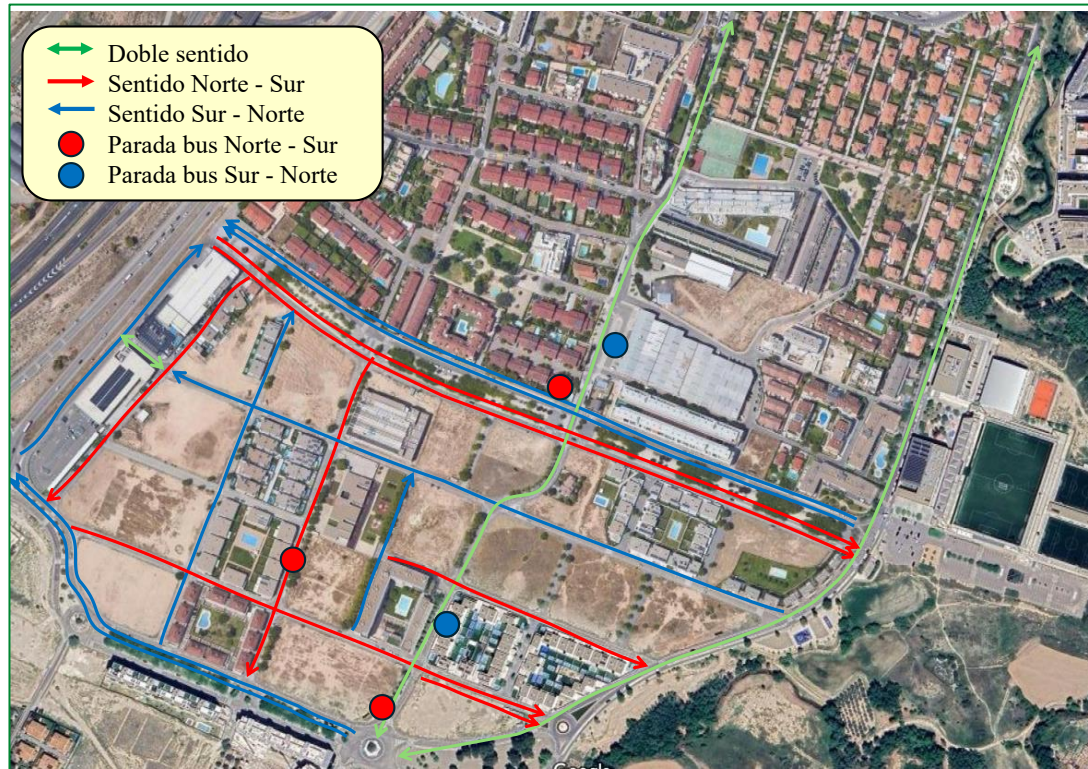 Doble sentido
Sentido Norte - Sur
Sentido Sur - Norte
Parada bus Norte - Sur
Parada bus Sur - Norte
Google